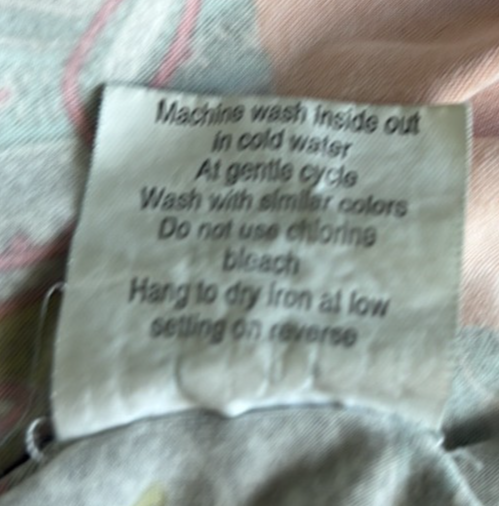 Machine wash inside out
in cold water
At gentle cycle
Wash with similar colors
Do not use chlorine
bleach
Hang to dry iron at low
setting on reverse